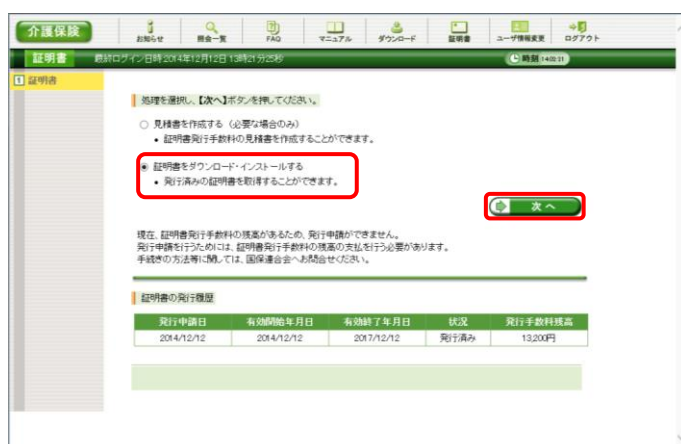 介護保険
お知らせ
照会一覧
FAQ
マニュアル
ダウンロード
証明書
ユーザ情報変更
ログアウト
証明書 最終ログイン日時 2014年12月12日 13時21分25秒
時刻 14:02:21
1 証明書
処理を選択し、【次へ】ボタンを押してください。
見積書を作成する (必要な場合のみ)
• 証明書発行手数料の見積書を作成することができます。
証明書をダウンロード・インストールする
• 発行済みの証明書を取得することができます。
次 へ
現在、証明書発行手数料の残高があるため、発行申請ができません。
発行申請を行うためには、証明書発行手数料の残高の支払を行う必要があります。
手続きの方法等に関しては、国保連合会へお問合せください。
証明書の発行履歴
発行申請日 有効開始年月日 有効終了年月日 状況 発行手数料残高
2014/12/12 2014/12/12 2017/12/12 発行済み 13,200円